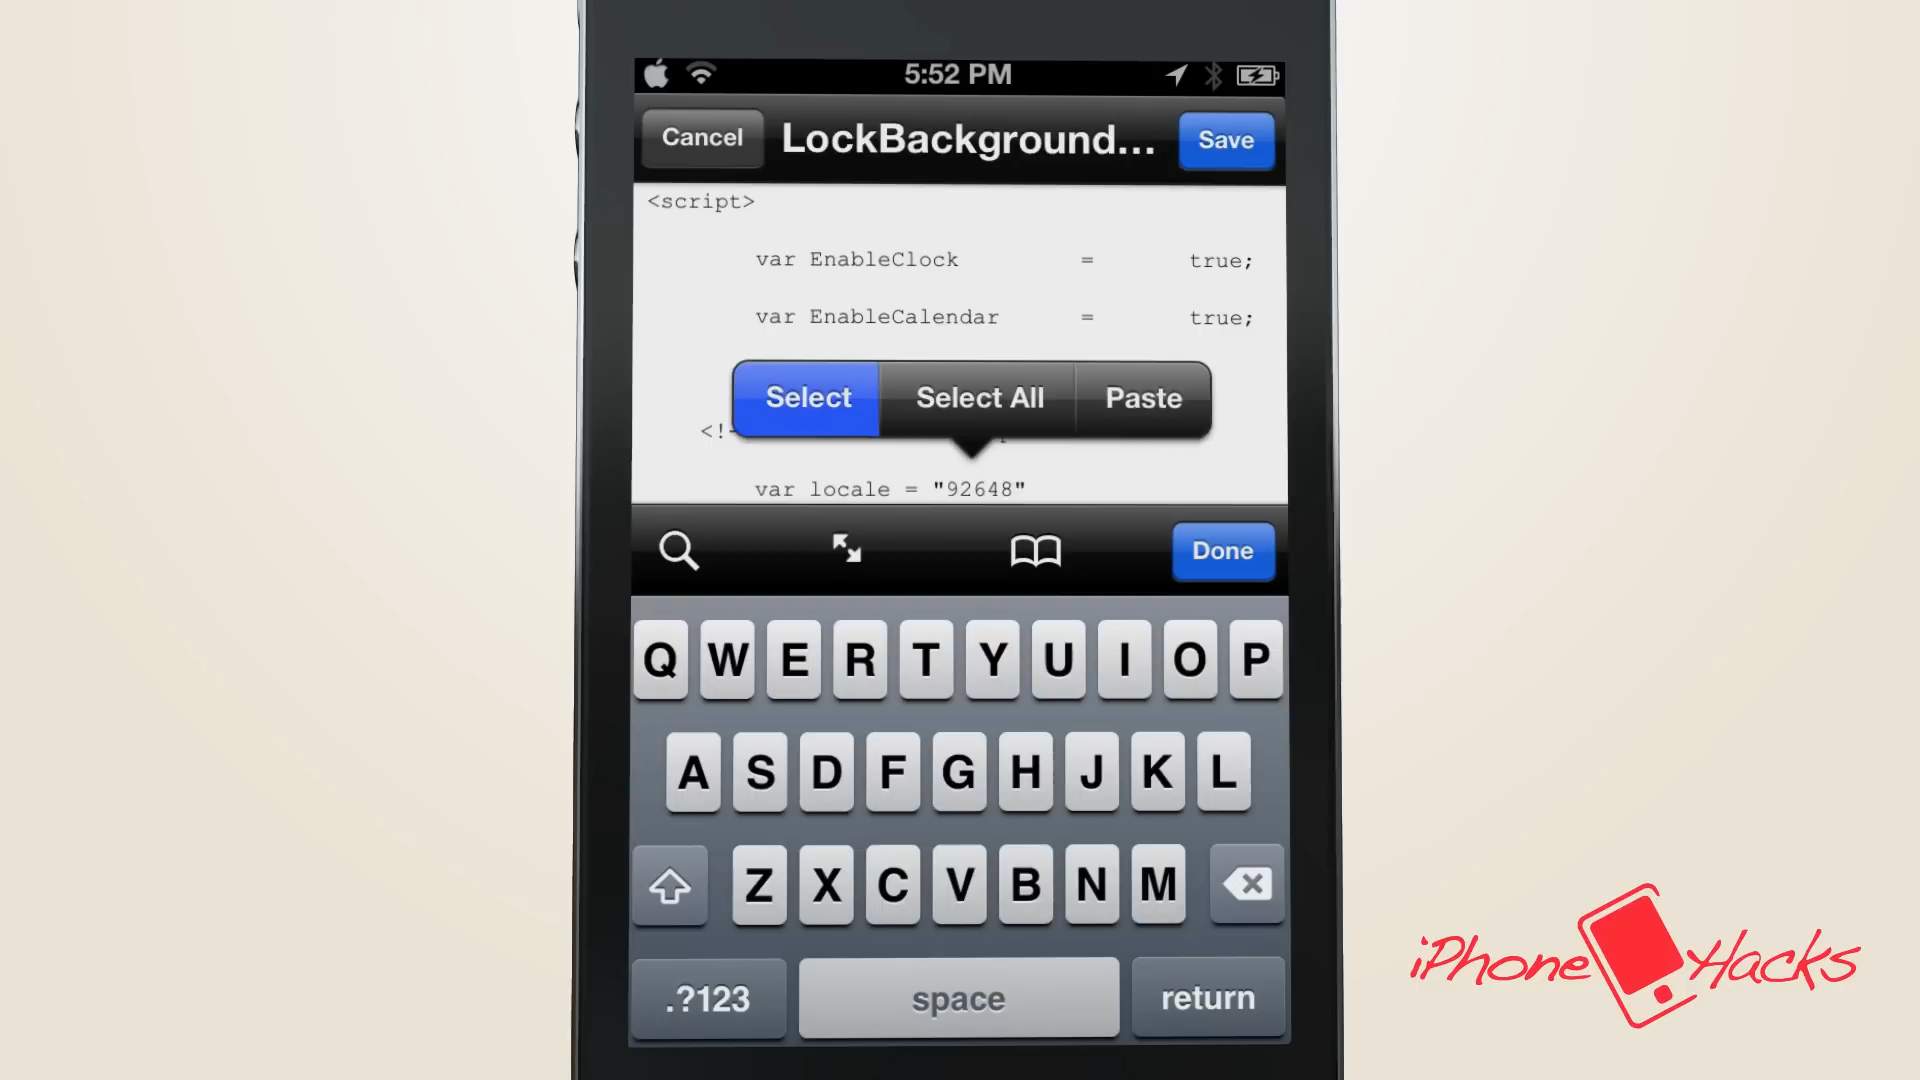 5:52 PM
Cancel LockBackground... Save
<script>
var EnableClock = true;
var EnableCalendar = true;
Select Select All Paste
<!-
var locale = "92648"
Done
Q W E R T Y U I O P
A S D F G H J K L
Z X C V B N M
.?123 space return
iPhone Hacks